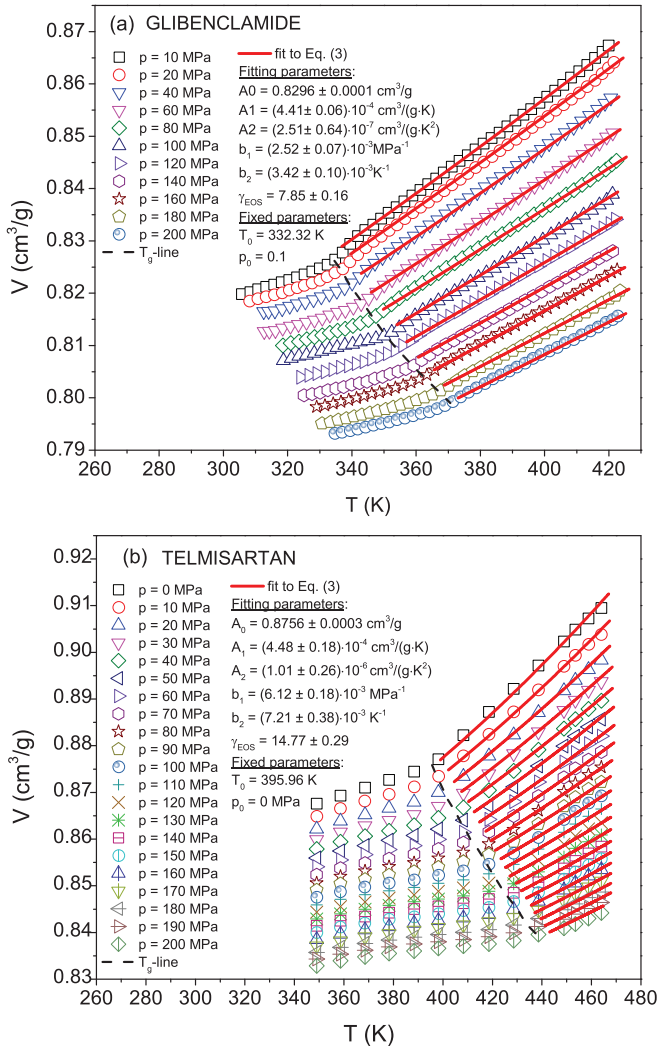 (a) GLIBENCLAMIDE
p = 10 MPa
p = 20 MPa
p = 40 MPa
p = 60 MPa
p = 80 MPa
p = 100 MPa
p = 120 MPa
p = 140 MPa
p = 160 MPa
p = 180 MPa
p = 200 MPa
Tg-line
fit to Eq. (3)
Fitting parameters:
A0 = 0.8296 ± 0.0001 cm³/g
A1 = (4.41± 0.06)·10⁻⁴ cm³/(g·K)
A2 = (2.51± 0.64)·10⁻⁷ cm³/(g·K²)
b₁ = (2.52 ± 0.07)·10⁻³MPa⁻¹
b₂ = (3.42 ± 0.10)·10⁻³K⁻¹
γEOS = 7.85 ± 0.16
Fixed parameters:
T₀ = 332.32 K
p₀ = 0.1
0.87
0.86
0.85
0.84
0.83
0.82
0.81
0.80
0.79
V (cm³/g)
260 280 300 320 340 360 380 400 420
T (K)
(b) TELMISARTAN
p = 0 MPa
p = 10 MPa
p = 20 MPa
p = 30 MPa
p = 40 MPa
p = 50 MPa
p = 60 MPa
p = 70 MPa
p = 80 MPa
p = 90 MPa
p = 100 MPa
p = 110 MPa
p = 120 MPa
p = 130 MPa
p = 140 MPa
p = 150 MPa
p = 160 MPa
p = 170 MPa
p = 180 MPa
p = 190 MPa
p = 200 MPa
Tg-line
fit to Eq. (3)
Fitting parameters:
A₀ = 0.8756 ± 0.0003 cm³/g
A₁ = (4.48 ± 0.18)·10⁻⁴ cm³/(g·K)
A₂ = (1.01 ± 0.26)·10⁻⁶ cm³/(g·K²)
b₁ = (6.12 ± 0.18)·10⁻³ MPa⁻¹
b₂ = (7.21 ± 0.38)·10⁻³ K⁻¹
γEOS = 14.77 ± 0.29
Fixed parameters:
T₀ = 395.96 K
p₀ = 0 MPa
0.92
0.91
0.90
0.89
0.88
0.87
0.86
0.85
0.84
0.83
V (cm³/g)
260 280 300 320 340 360 380 400 420 440 460 480
T (K)